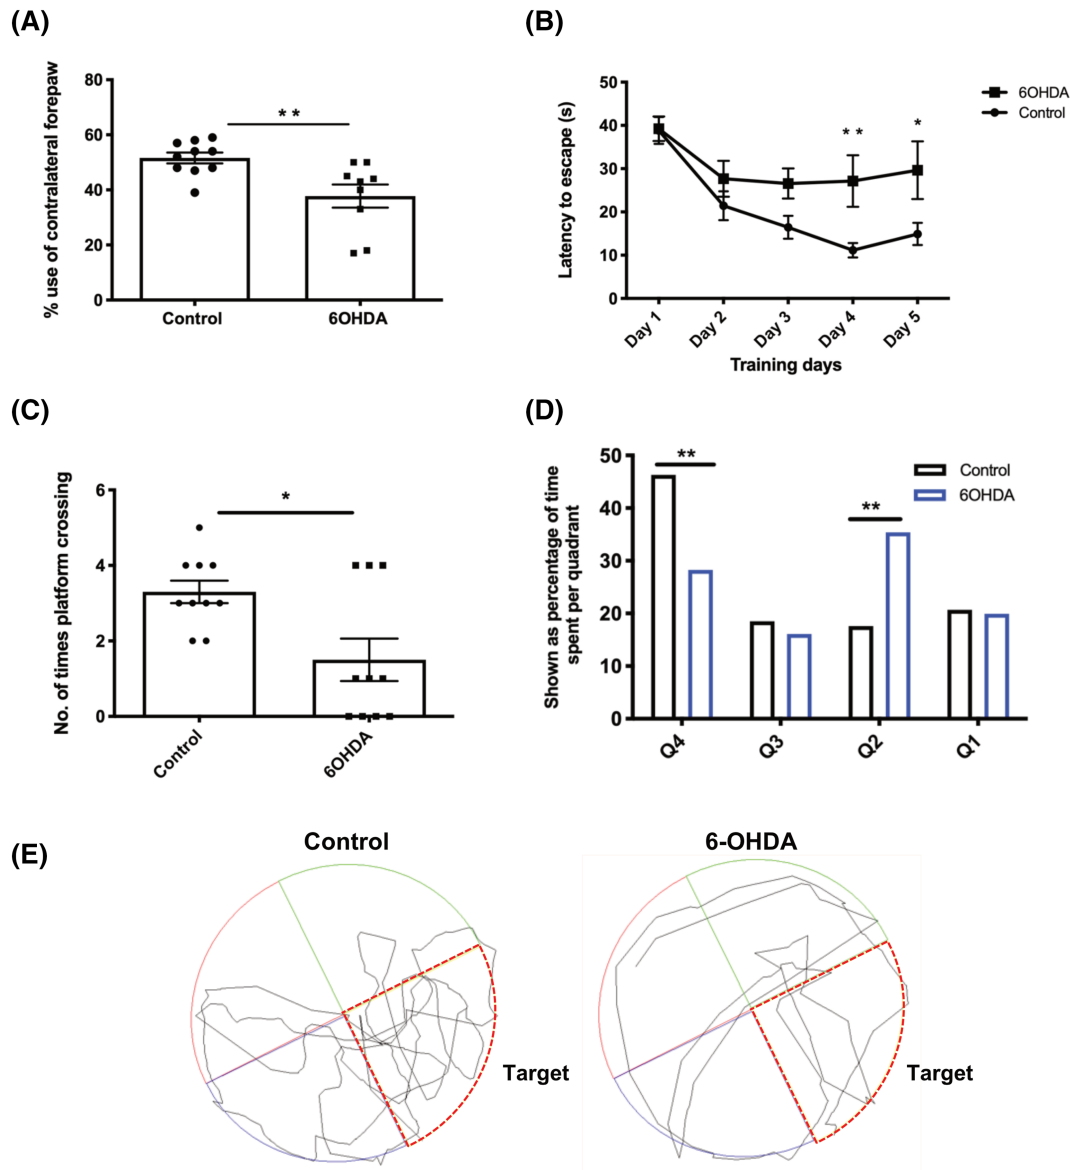 (A)
% use of contralateral forepaw
80
60
40
20
0
* *
Control
6OHDA
(B)
Latency to escape (s)
50
40
30
20
10
0
* *
*
6OHDA
Control
Day 1
Day 2
Day 3
Day 4
Day 5
Training days
(C)
No. of times platform crossing
6
4
2
0
*
Control
6OHDA
(D)
Shown as percentage of time
spent per quadrant
50
40
30
20
10
0
**
**
Control
6OHDA
Q4
Q3
Q2
Q1
(E)
Control
Target
6-OHDA
Target